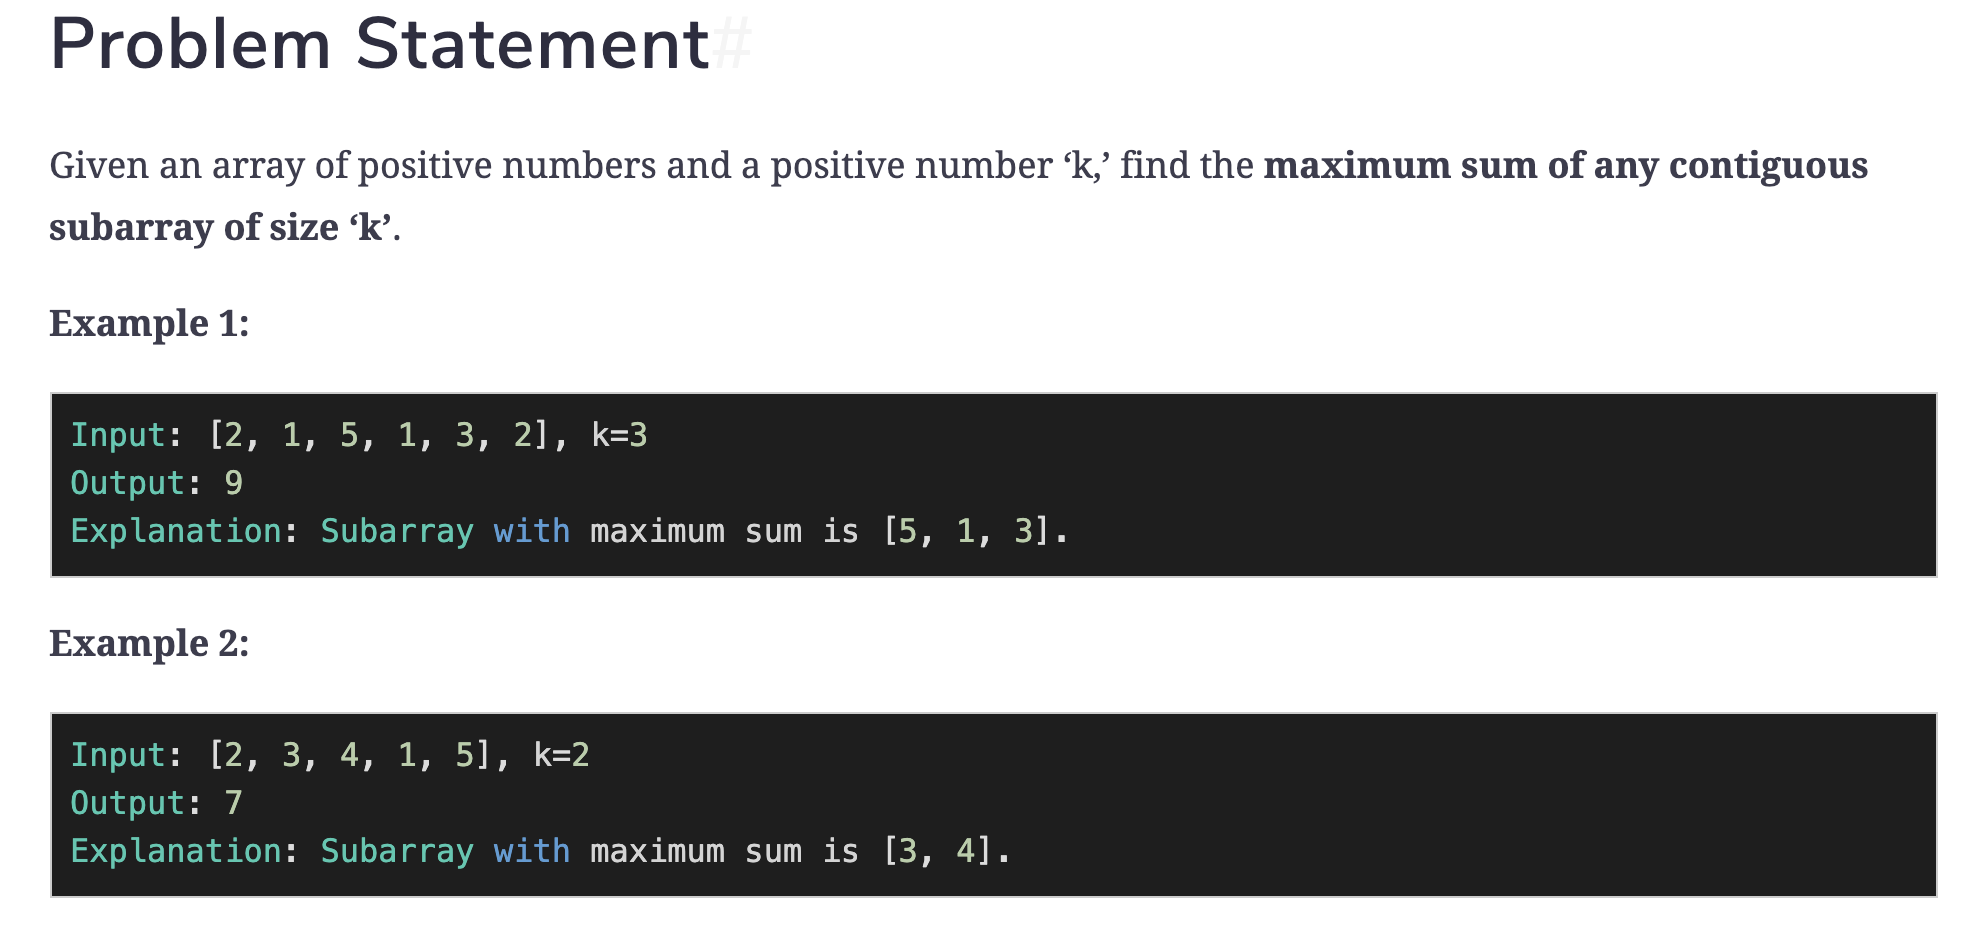 Problem Statement#
Given an array of positive numbers and a positive number ‘k,’ find the maximum sum of any contiguous
subarray of size ‘k’.
Example 1:
Input: [2, 1, 5, 1, 3, 2], k=3
Output: 9
Explanation: Subarray with maximum sum is [5, 1, 3].
Example 2:
Input: [2, 3, 4, 1, 5], k=2
Output: 7
Explanation: Subarray with maximum sum is [3, 4].